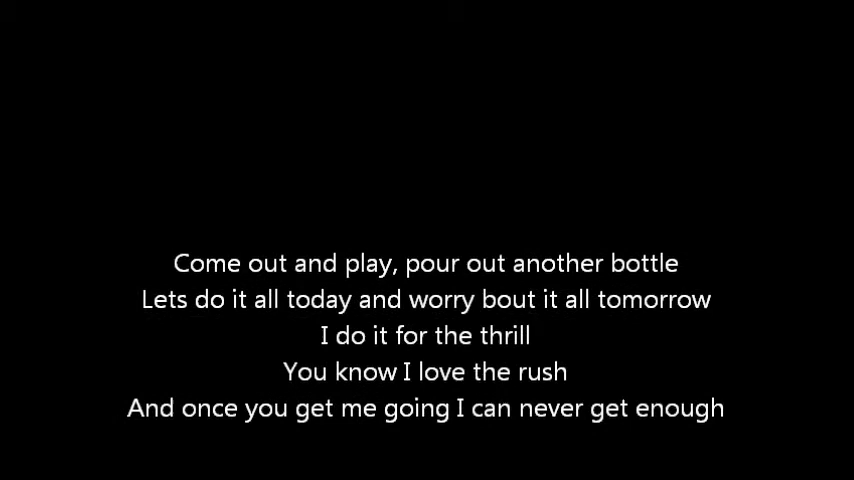 Come out and play, pour out another bottle
Lets do it all today and worry bout it all tomorrow
I do it for the thrill
You know I love the rush
And once you get me going I can never get enough